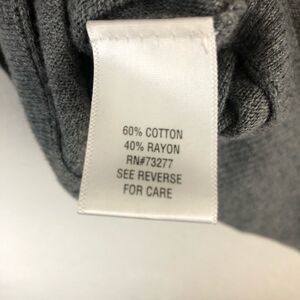 60% COTTON
40% RAYON
RN#73277
SEE REVERSE
FOR CARE